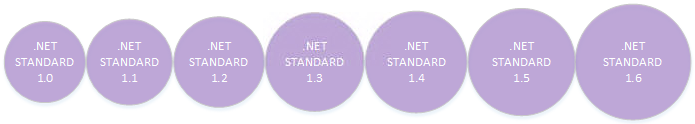 .NET
STANDARD
1.0
.NET
STANDARD
1.1
.NET
STANDARD
1.2
.NET
STANDARD
1.3
.NET
STANDARD
1.4
.NET
STANDARD
1.5
.NET
STANDARD
1.6